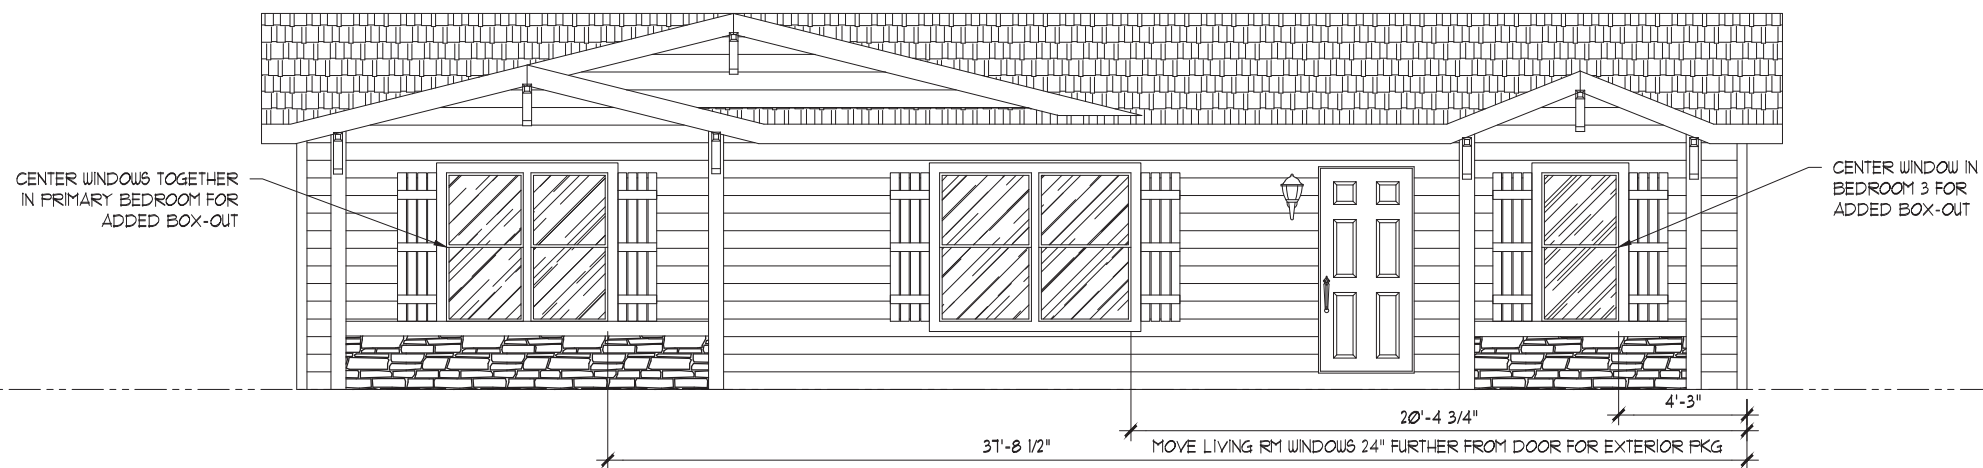 CENTER WINDOWS TOGETHER
IN PRIMARY BEDROOM FOR
ADDED BOX-OUT
CENTER WINDOW IN
BEDROOM 3 FOR
ADDED BOX-OUT
4'-3"
20'-4 3/4"
37'-8 1/2"
MOVE LIVING RM WINDOWS 24" FURTHER FROM DOOR FOR EXTERIOR PKG